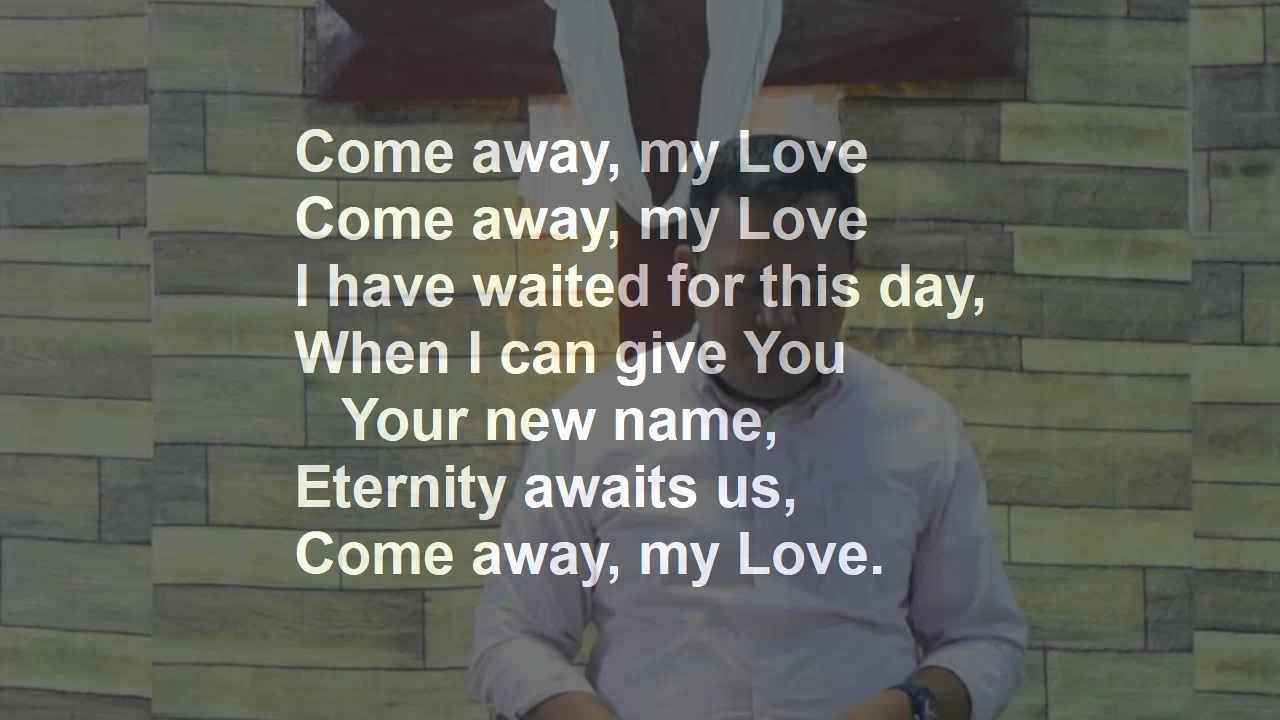 Come away, my Love
Come away, my Love
I have waited for this day,
When I can give You
Your new name,
Eternity awaits us,
Come away, my Love.